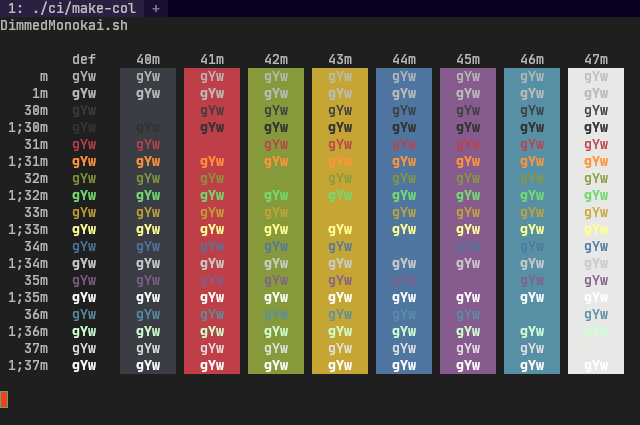 1: ./ci/make-col +
DimmedMonokai.sh
def 40m 41m 42m 43m 44m 45m 46m 47m
m gYw gYw gYw gYw gYw gYw gYw gYw gYw
1m gYw gYw gYw gYw gYw gYw gYw gYw gYw
30m gYw gYw gYw gYw gYw gYw gYw gYw
1;30m gYw gYw gYw gYw gYw gYw gYw gYw gYw
31m gYw gYw gYw gYw gYw gYw gYw gYw
1;31m gYw gYw gYw gYw gYw gYw gYw gYw gYw
32m gYw gYw gYw gYw gYw gYw gYw gYw
1;32m gYw gYw gYw gYw gYw gYw gYw gYw gYw
33m gYw gYw gYw gYw gYw gYw gYw gYw
1;33m gYw gYw gYw gYw gYw gYw gYw gYw gYw
34m gYw gYw gYw gYw gYw gYw gYw gYw
1;34m gYw gYw gYw gYw gYw gYw gYw gYw gYw
35m gYw gYw gYw gYw gYw gYw gYw gYw
1;35m gYw gYw gYw gYw gYw gYw gYw gYw gYw
36m gYw gYw gYw gYw gYw gYw gYw gYw
1;36m gYw gYw gYw gYw gYw gYw gYw gYw gYw
37m gYw gYw gYw gYw gYw gYw gYw gYw
1;37m gYw gYw gYw gYw gYw gYw gYw gYw gYw